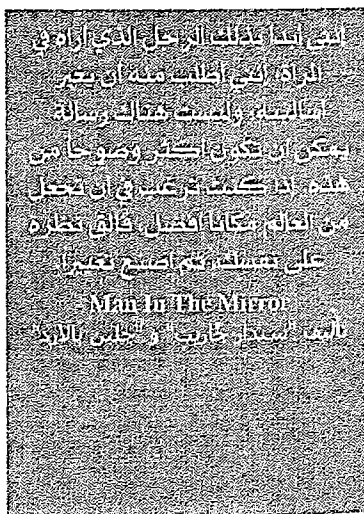 إنني أبدأ بذلك الرجل الذي أراه في
المرآة، إنني أطلب منه أن يغير
أساليبه وليست هناك رسالة
يمكن أن تكون أكثر وضوحاً من
هذه. إذا كنت ترغب في أن تجعل
من العالم مكاناً أفضل، فألق نظرة
على نفسك، ثم اصنع تغييراً.
Man In The Mirror
تأليف "سيدا جاريت" و"جلين بالارد"